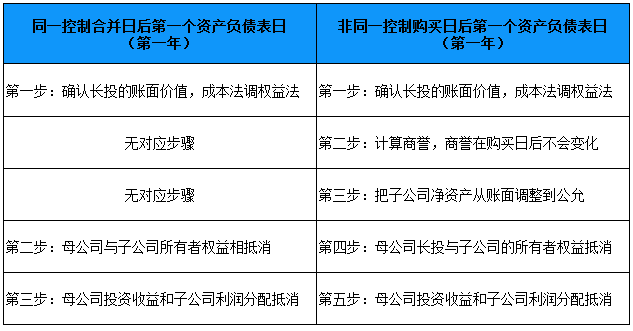 同一控制合并日后第一个资产负债表日
（第一年）
非同一控制购买日后第一个资产负债表日
（第一年）
第一步：确认长投的账面价值，成本法调权益法
第一步：确认长投的账面价值，成本法调权益法
无对应步骤
第二步：计算商誉，商誉在购买日后不会变化
无对应步骤
第三步：把子公司净资产从账面调整到公允
第二步：母公司与子公司所有者权益相抵消
第四步：母公司长投与子公司的所有者权益抵消
第三步：母公司投资收益和子公司利润分配抵消
第五步：母公司投资收益和子公司利润分配抵消